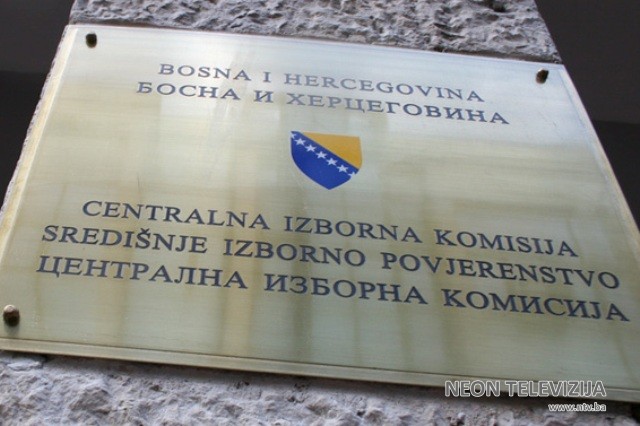 BOSNA I HERCEGOVINA
БОСНА И ХЕРЦЕГОВИНА
CENTRALNA IZBORNA KOMISIJA
SREDIŠNJE IZBORNO POVJERENSTVO
ЦЕНТРАЛНА ИЗБОРНА КОМИСИЈА
NEON TELEVIZIJA
www.ntv.ba